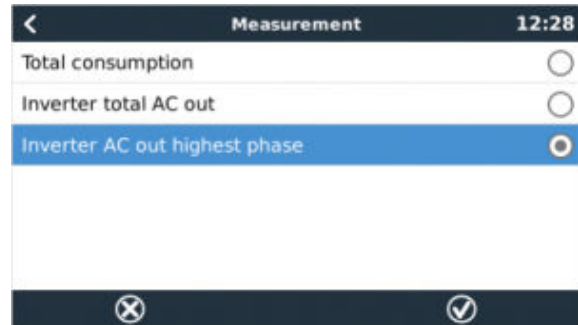 Measurement 12:28
Total consumption
Inverter total AC out
Inverter AC out highest phase